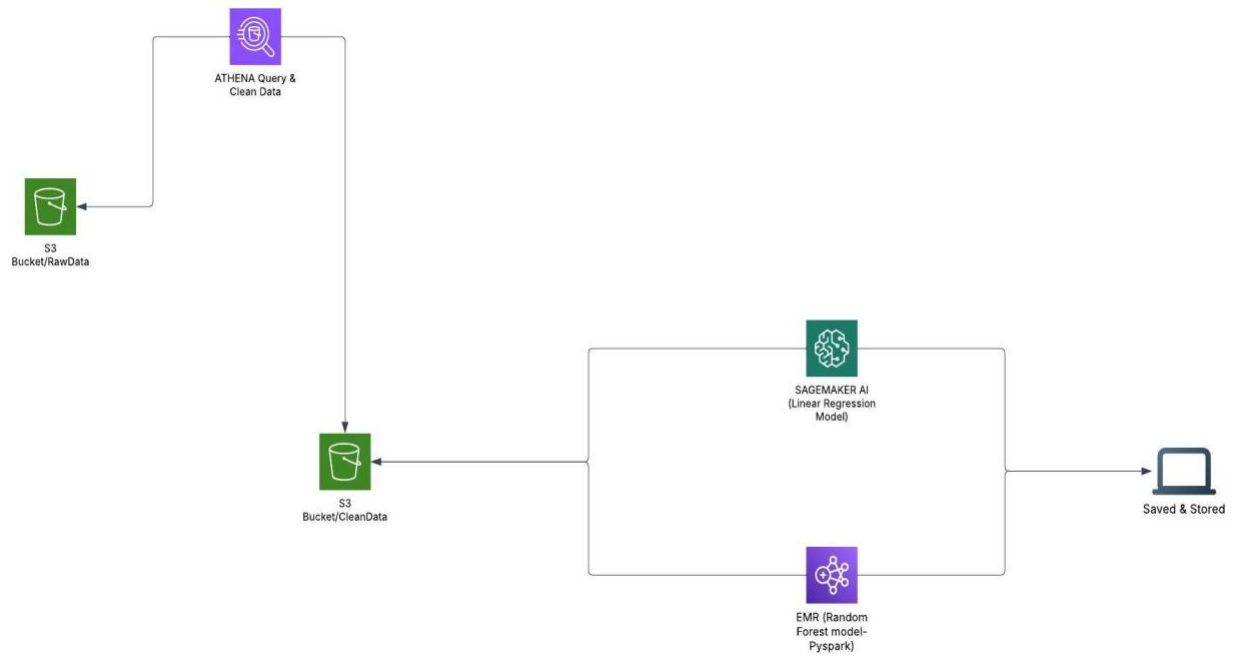 ATHENA Query &
Clean Data
S3
Bucket/RawData
SAGEMAKER AI
(Linear Regression
Model)
S3
Bucket/CleanData
Saved & Stored
EMR (Random
Forest model-
Pyspark)